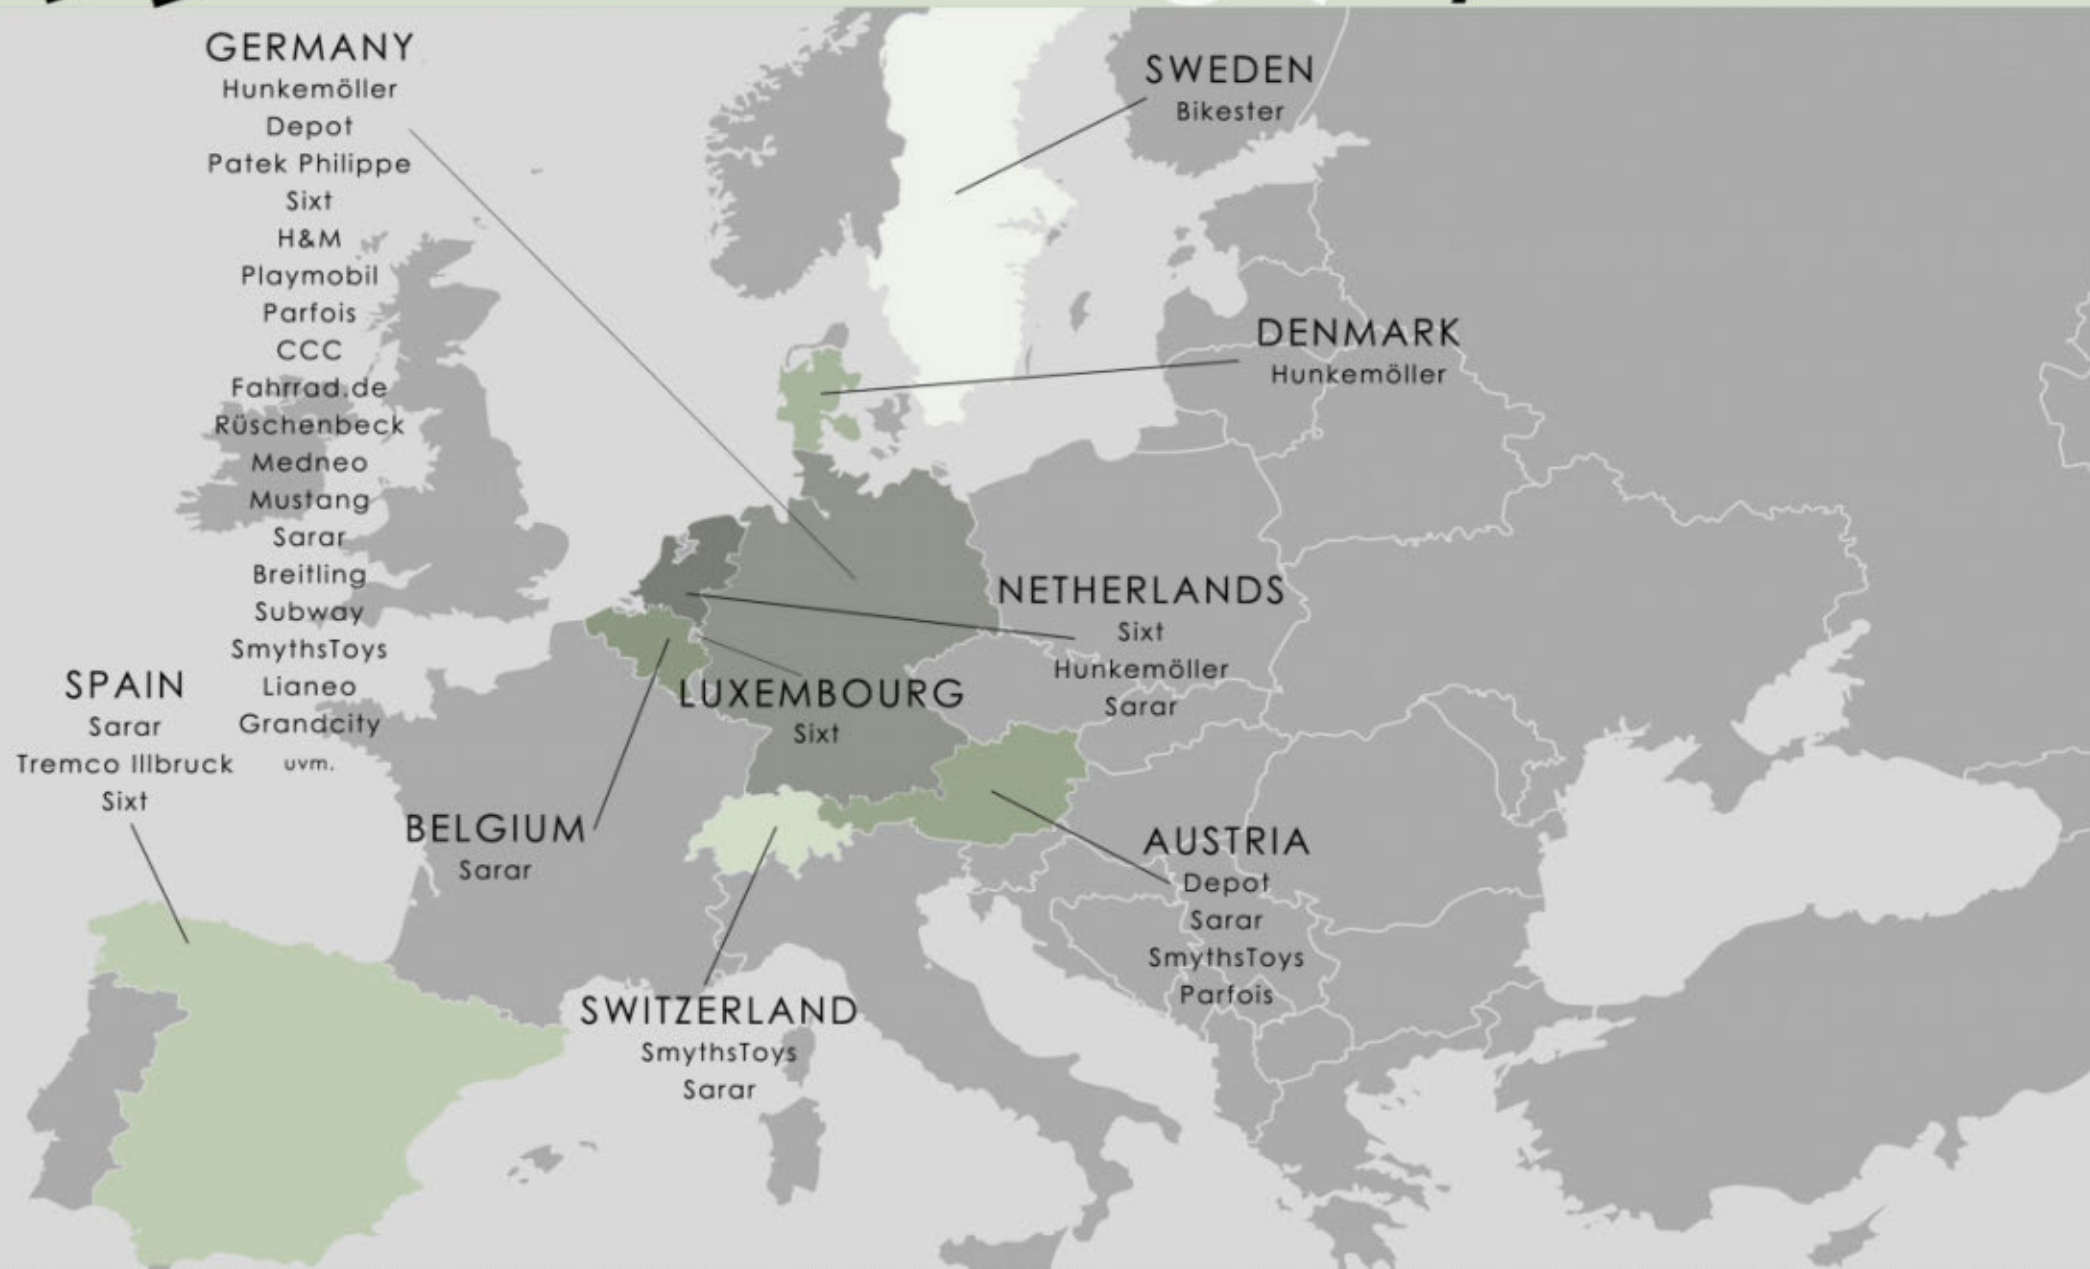 GERMANY
Hunkemöller
Depot
Patek Philippe
Sixt
H&M
Playmobil
Parfois
CCC
Fahrrad.de
Rüschenbeck
Medneo
Mustang
Sarar
Breitling
Subway
SmythsToys
Lianeo
Grandcity
uvm.
SWEDEN
Bikester
DENMARK
Hunkemöller
NETHERLANDS
Sixt
Hunkemöller
Sarar
LUXEMBOURG
Sixt
SPAIN
Sarar
Tremco Illbruck
Sixt
BELGIUM
Sarar
AUSTRIA
Depot
Sarar
SmythsToys
Parfois
SWITZERLAND
SmythsToys
Sarar